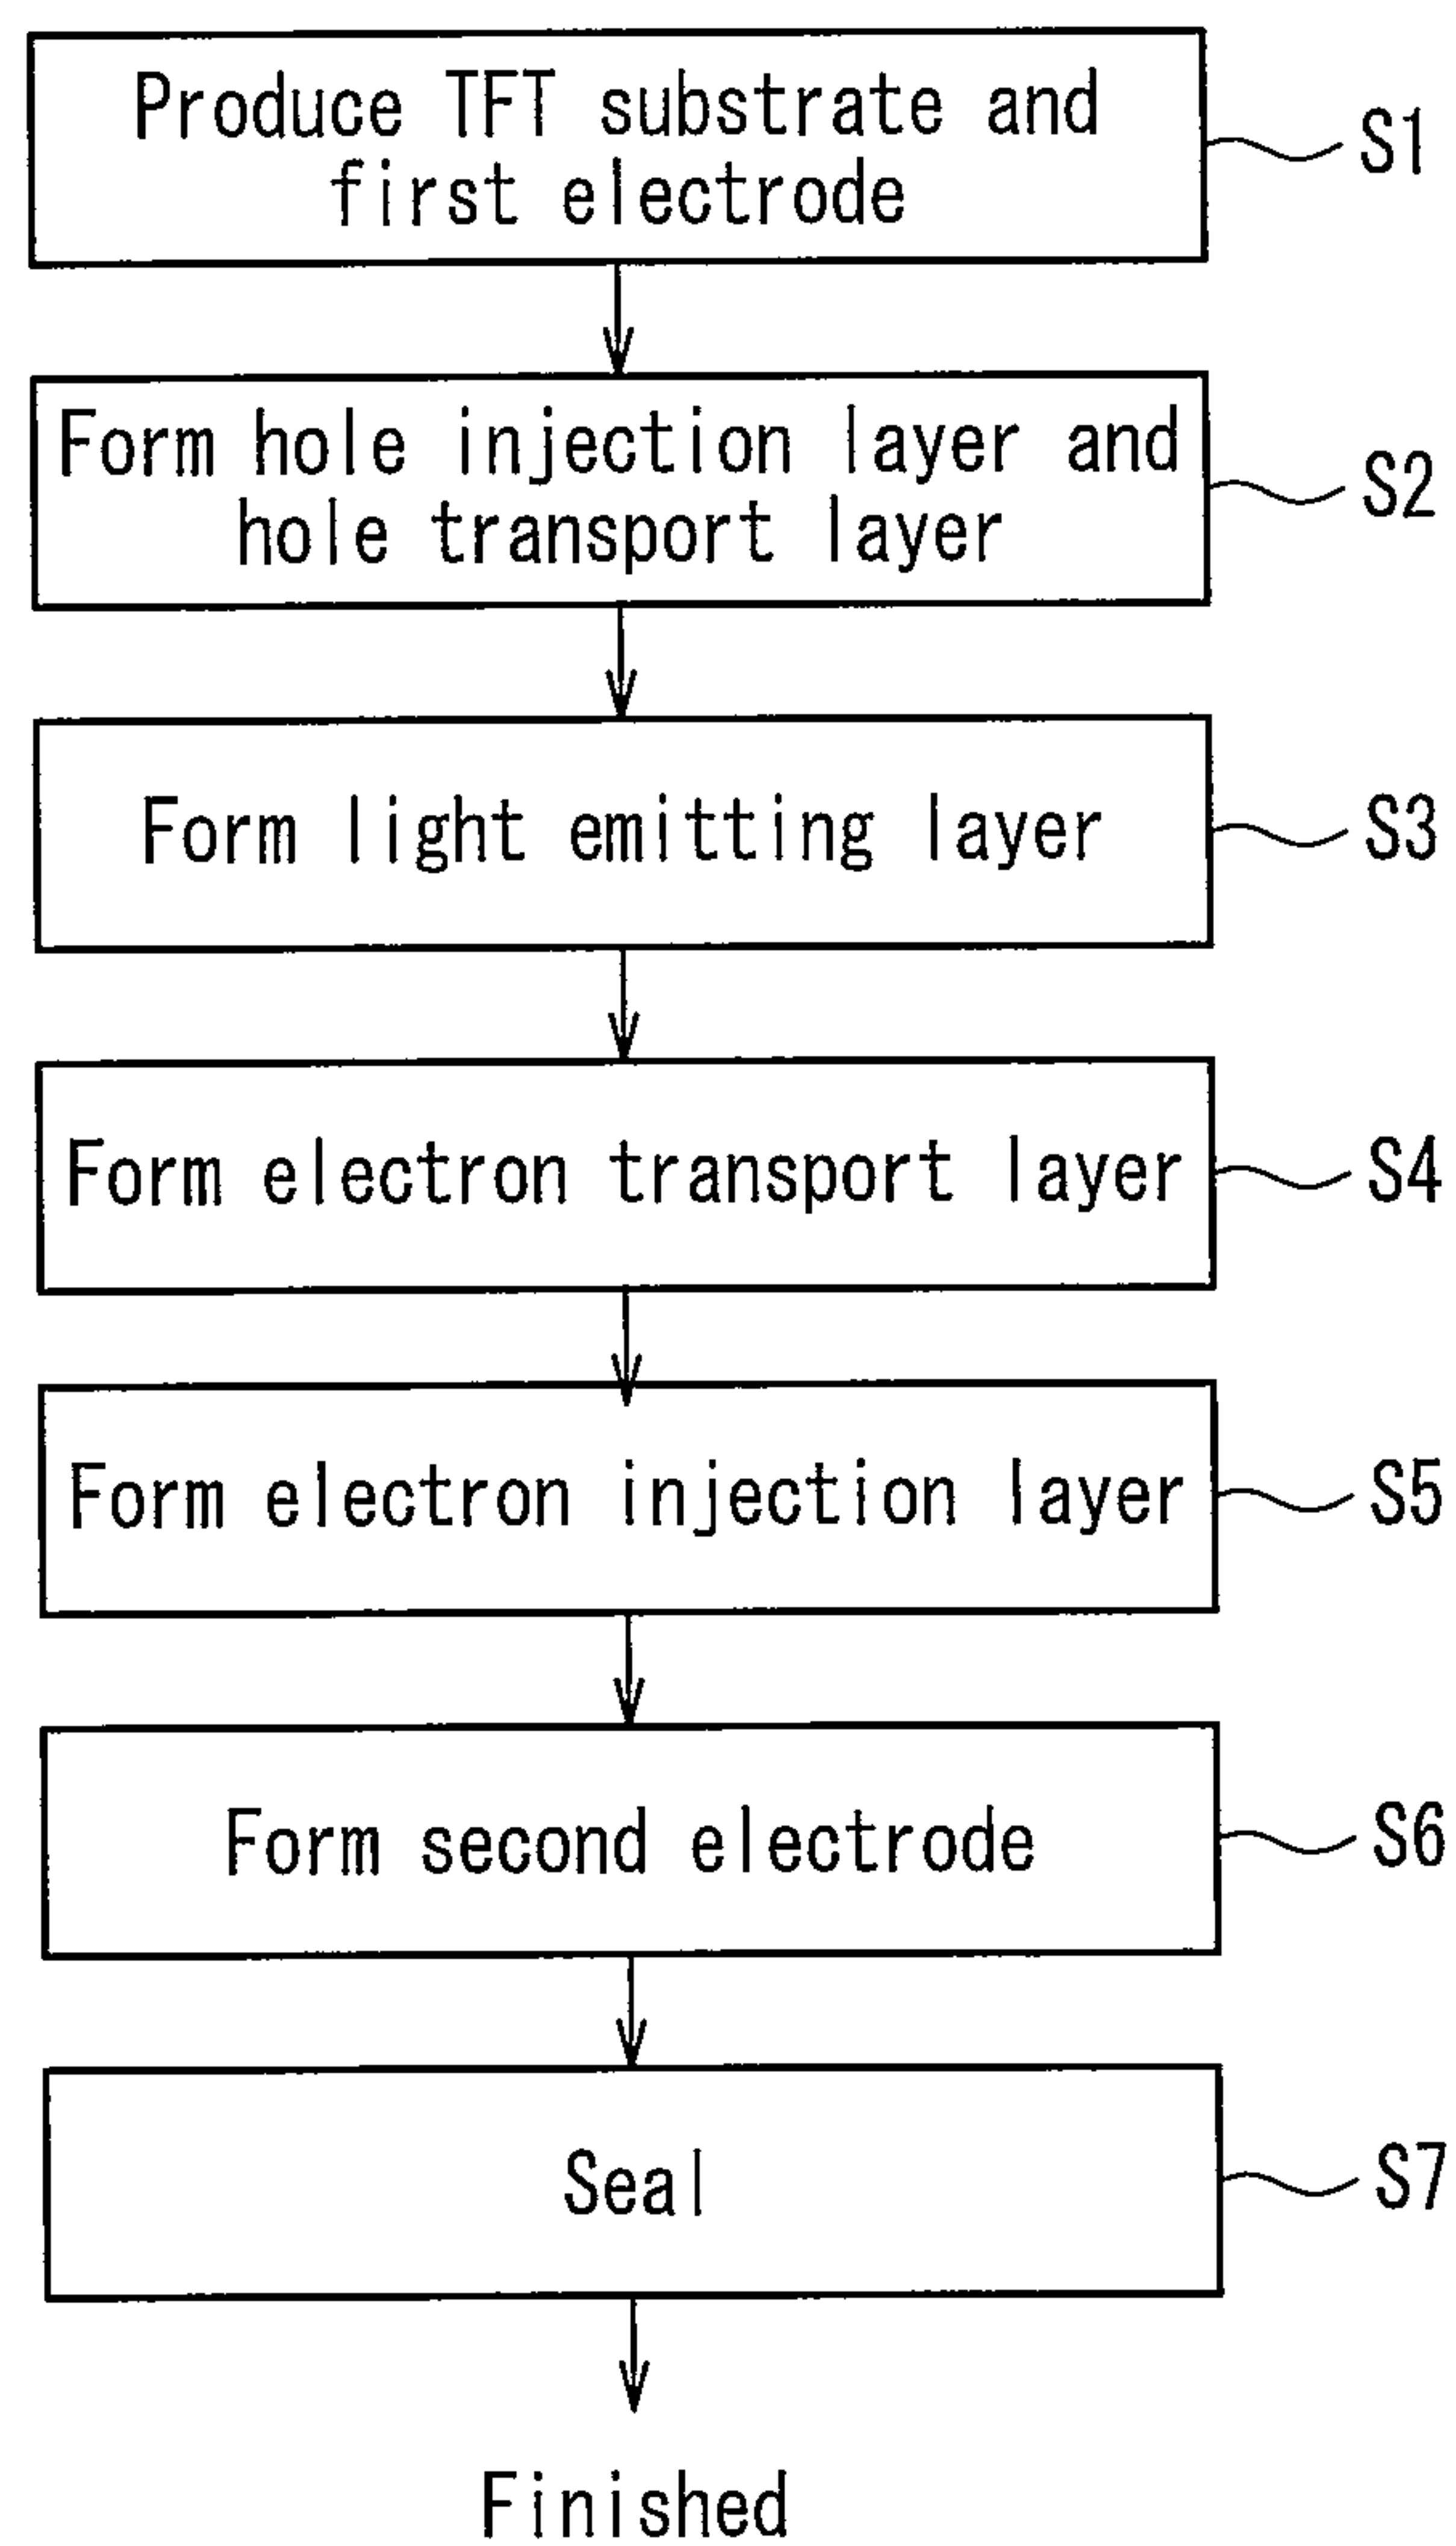 Produce TFT substrate and
first electrode
S1
Form hole injection layer and
hole transport layer
S2
Form light emitting layer
S3
Form electron transport layer
S4
Form electron injection layer
S5
Form second electrode
S6
Seal
S7
Finished